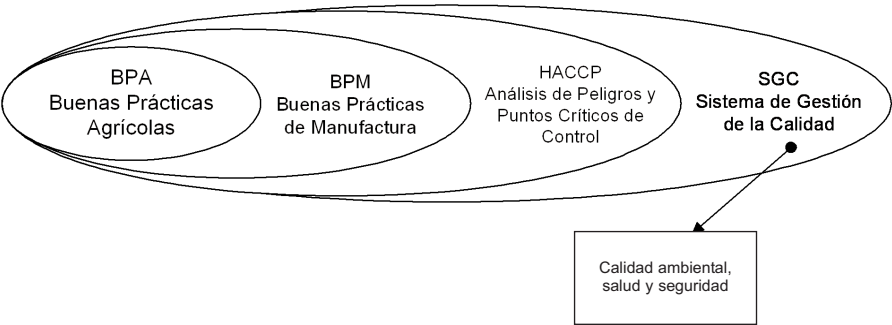 BPA
Buenas Prácticas
Agrícolas
BPM
Buenas Prácticas
de Manufactura
HACCP
Análisis de Peligros y
Puntos Críticos de
Control
SGC
Sistema de Gestión
de la Calidad
Calidad ambiental,
salud y seguridad